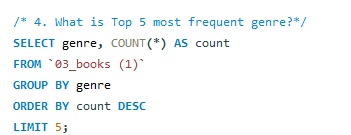 /* 4. What is Top 5 most frequent genre?*/
SELECT genre, COUNT(*) AS count
FROM `03_books (1)`
GROUP BY genre
ORDER BY count DESC
LIMIT 5;